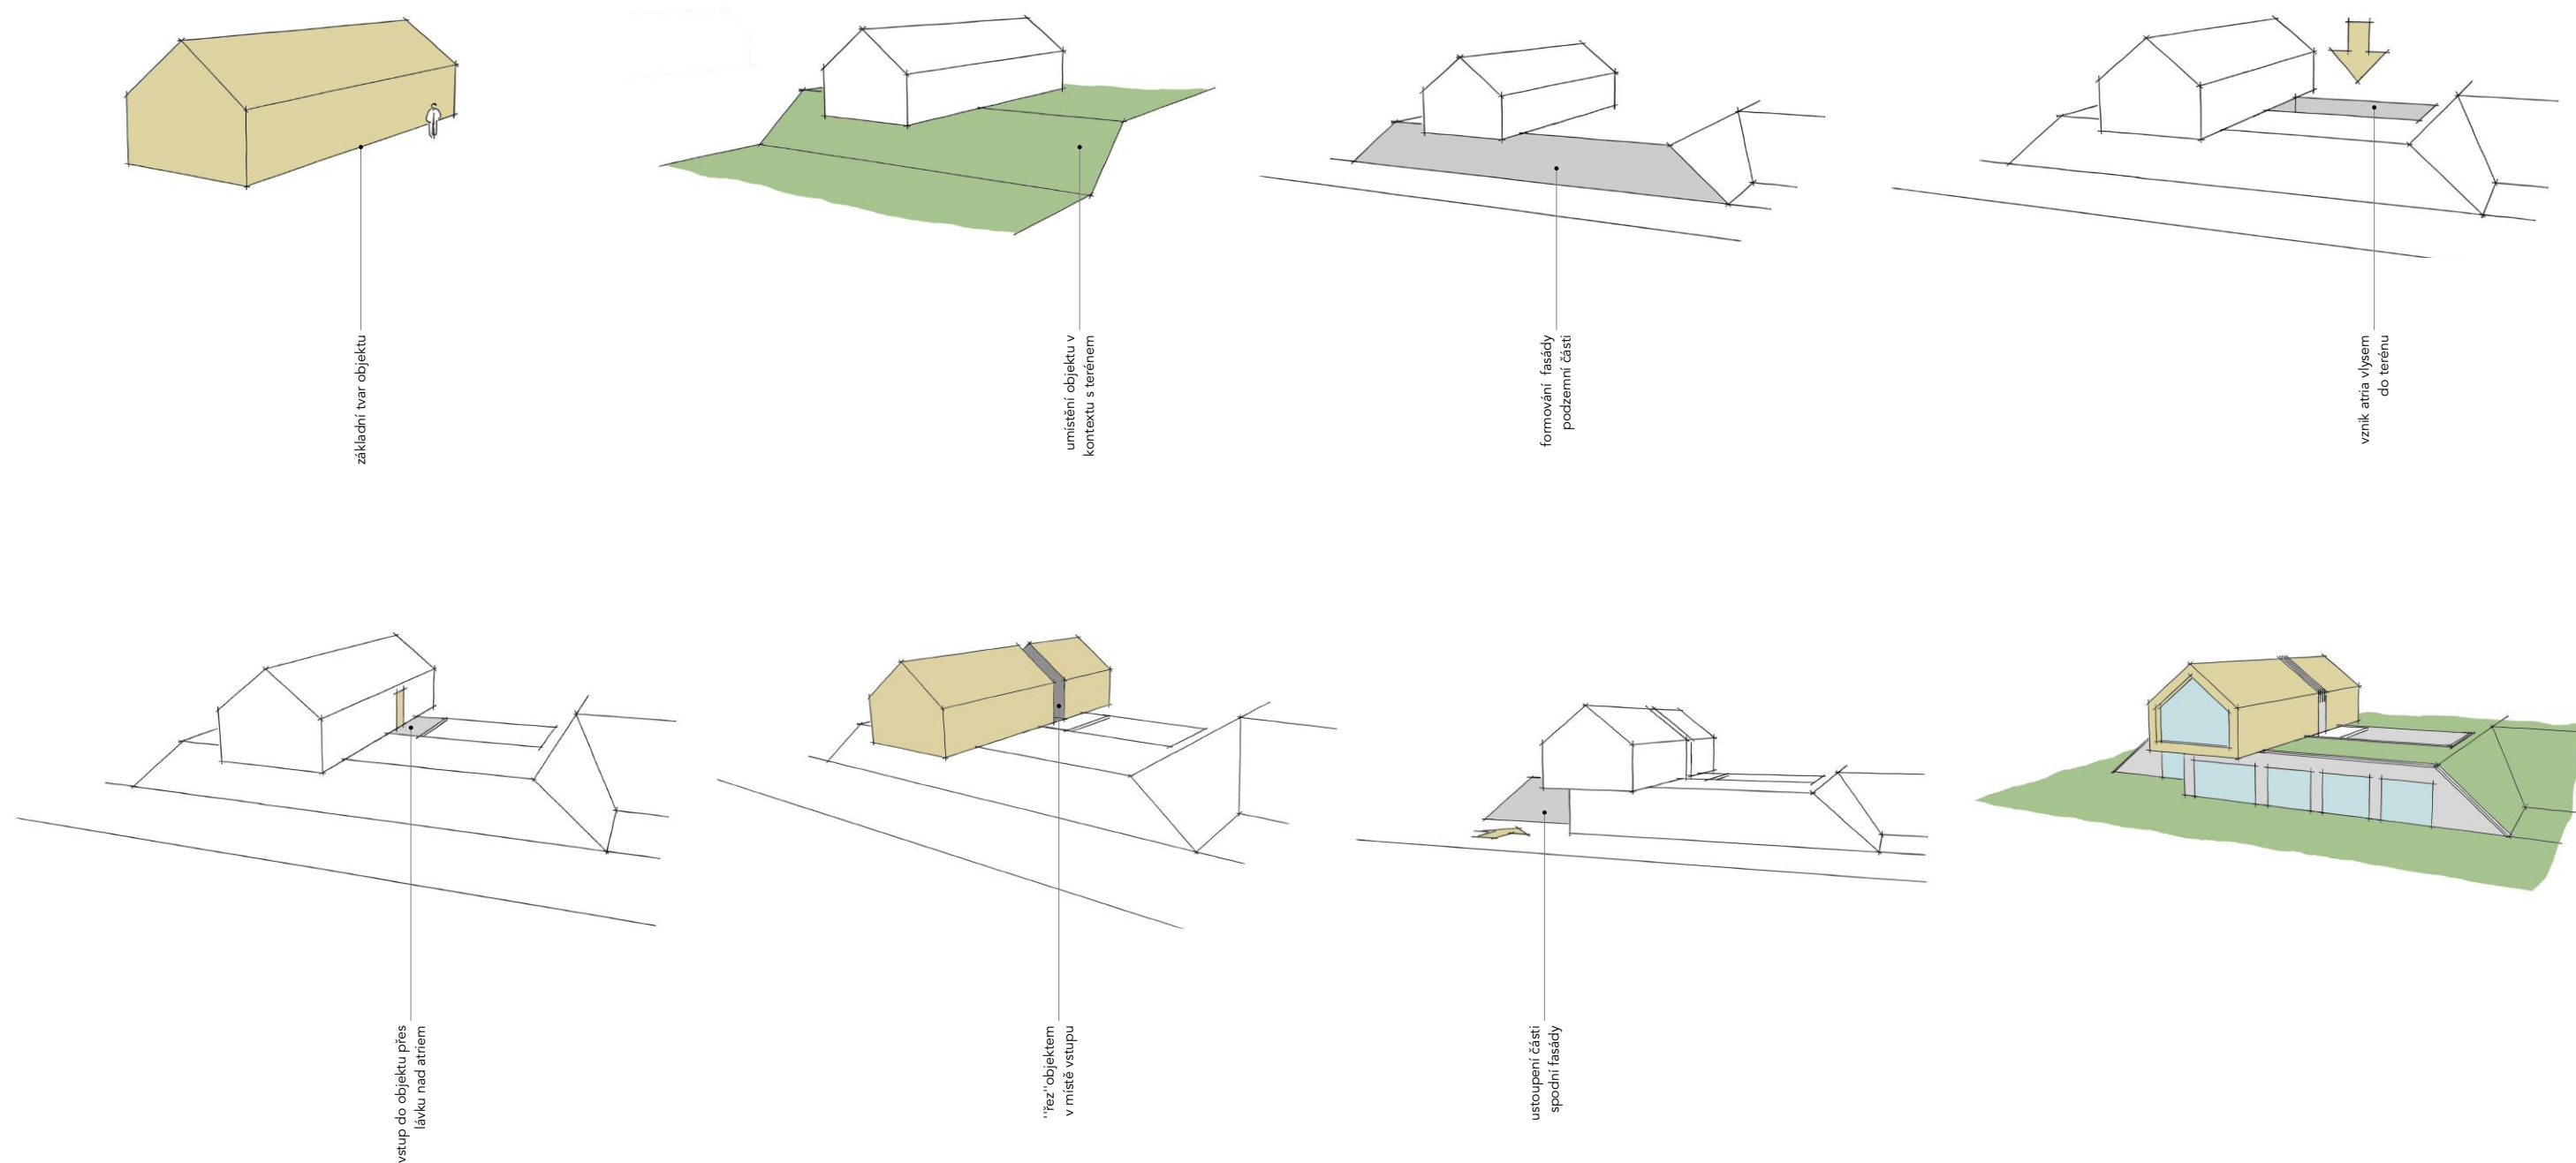 základní tvar objektu
umístění objektu v
kontextu s terénem
formování fasády
podzemní části
vznik atria vlysem
do terénu
vstup do objektu přes
lávku nad atriem
''řez''objektem
v místě vstupu
ustoupení části
spodní fasády